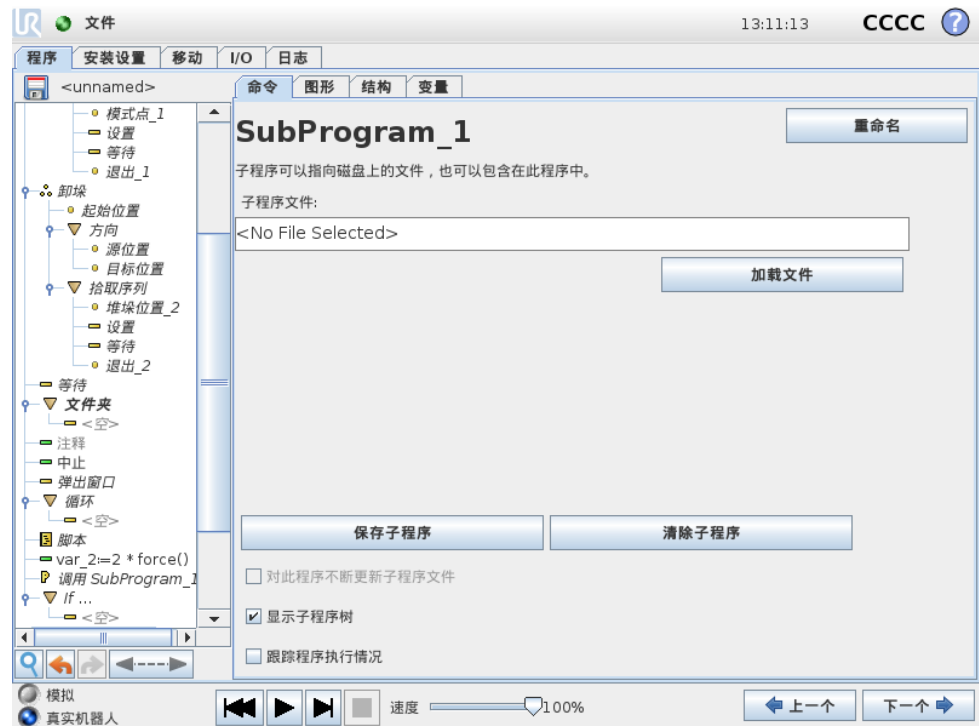 UR 文件 13:11:13 CCCC ?
程序 安装设置 移动 I/O 日志
<unnamed>
命令 图形 结构 变量
模式点_1
设置
等待
退出_1
卸垛
起始位置
方向
源位置
目标位置
拾取序列
堆垛位置_2
设置
等待
退出_2
等待
文件夹
<空>
注释
中止
弹出窗口
循环
<空>
脚本
var_2:=2 * force()
调用 SubProgram_1
If ...
<空>
SubProgram_1
重命名
子程序可以指向磁盘上的文件，也可以包含在此程序中。
子程序文件:
<No File Selected>
加载文件
保存子程序 清除子程序
对此程序不断更新子程序文件
显示子程序树
跟踪程序执行情况
模拟
真实机器人
速度 100%
上一个 下一个